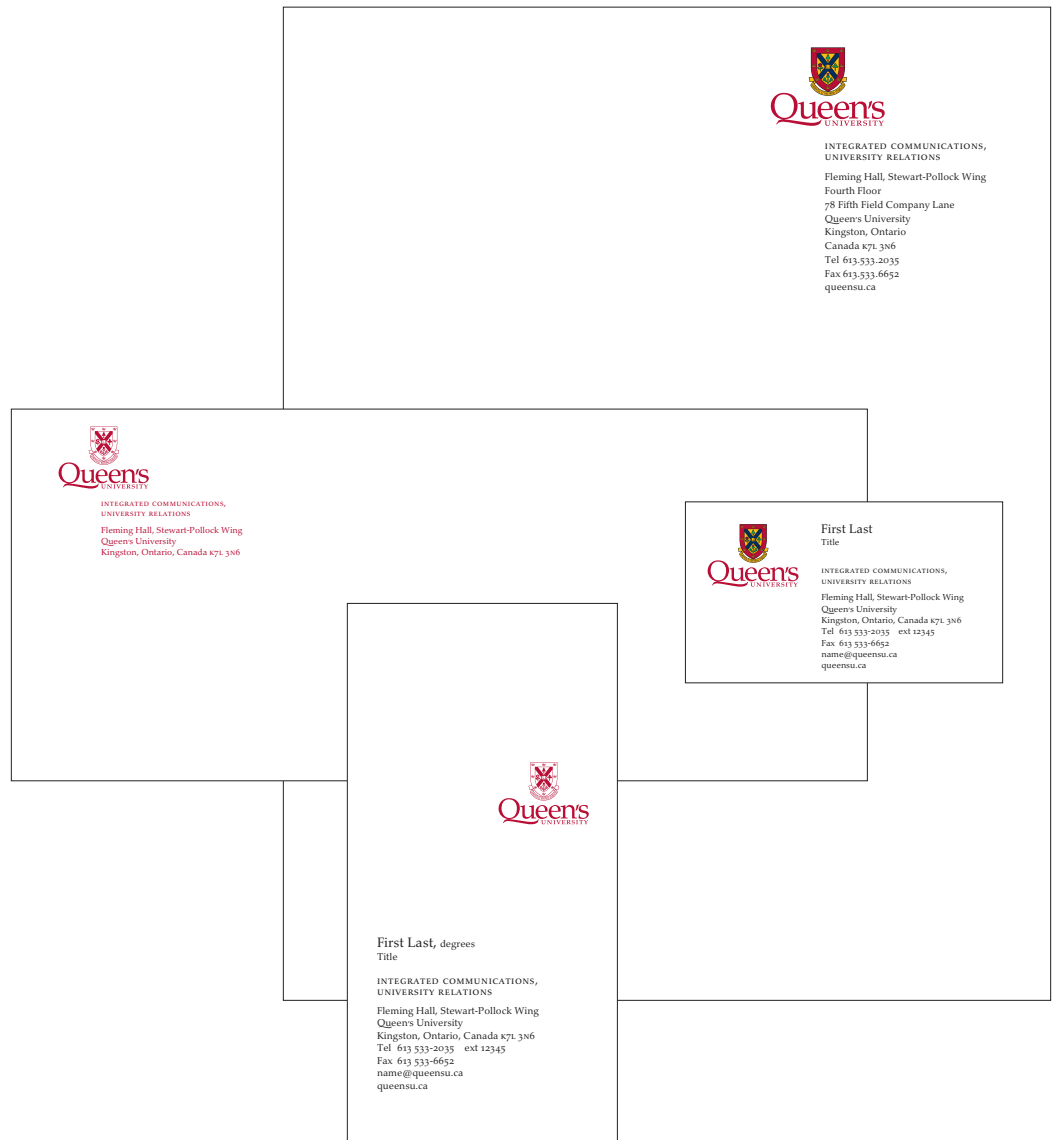 Queen's
UNIVERSITY
INTEGRATED COMMUNICATIONS,
UNIVERSITY RELATIONS
Fleming Hall, Stewart-Pollock Wing
Fourth Floor
78 Fifth Field Company Lane
Queen's University
Kingston, Ontario
Canada K7L 3N6
Tel 613.533.2035
Fax 613.533.6652
queensu.ca
Queen's
UNIVERSITY
INTEGRATED COMMUNICATIONS,
UNIVERSITY RELATIONS
Fleming Hall, Stewart-Pollock Wing
Queen's University
Kingston, Ontario, Canada K7L 3N6
Queen's
UNIVERSITY
First Last
Title
INTEGRATED COMMUNICATIONS,
UNIVERSITY RELATIONS
Fleming Hall, Stewart-Pollock Wing
Queen's University
Kingston, Ontario, Canada K7L 3N6
Tel 613 533-2035 ext 12345
Fax 613 533-6652
name@queensu.ca
queensu.ca
Queen's
UNIVERSITY
First Last, degrees
Title
INTEGRATED COMMUNICATIONS,
UNIVERSITY RELATIONS
Fleming Hall, Stewart-Pollock Wing
Queen's University
Kingston, Ontario, Canada K7L 3N6
Tel 613 533-2035 ext 12345
Fax 613 533-6652
name@queensu.ca
queensu.ca